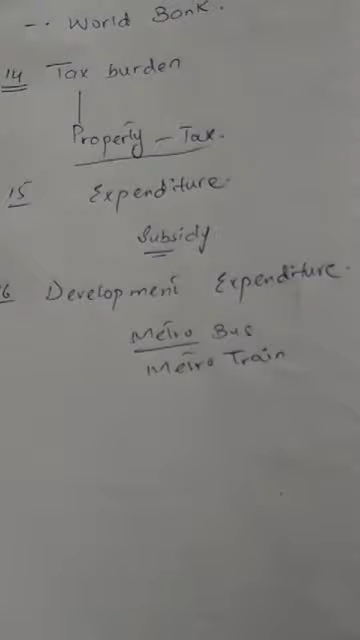 -- World Bank.
14 Tax burden
Property - Tax.
15 Expenditure.
Subsidy
6 Development Expenditure.
Metro Bus
Metro Train